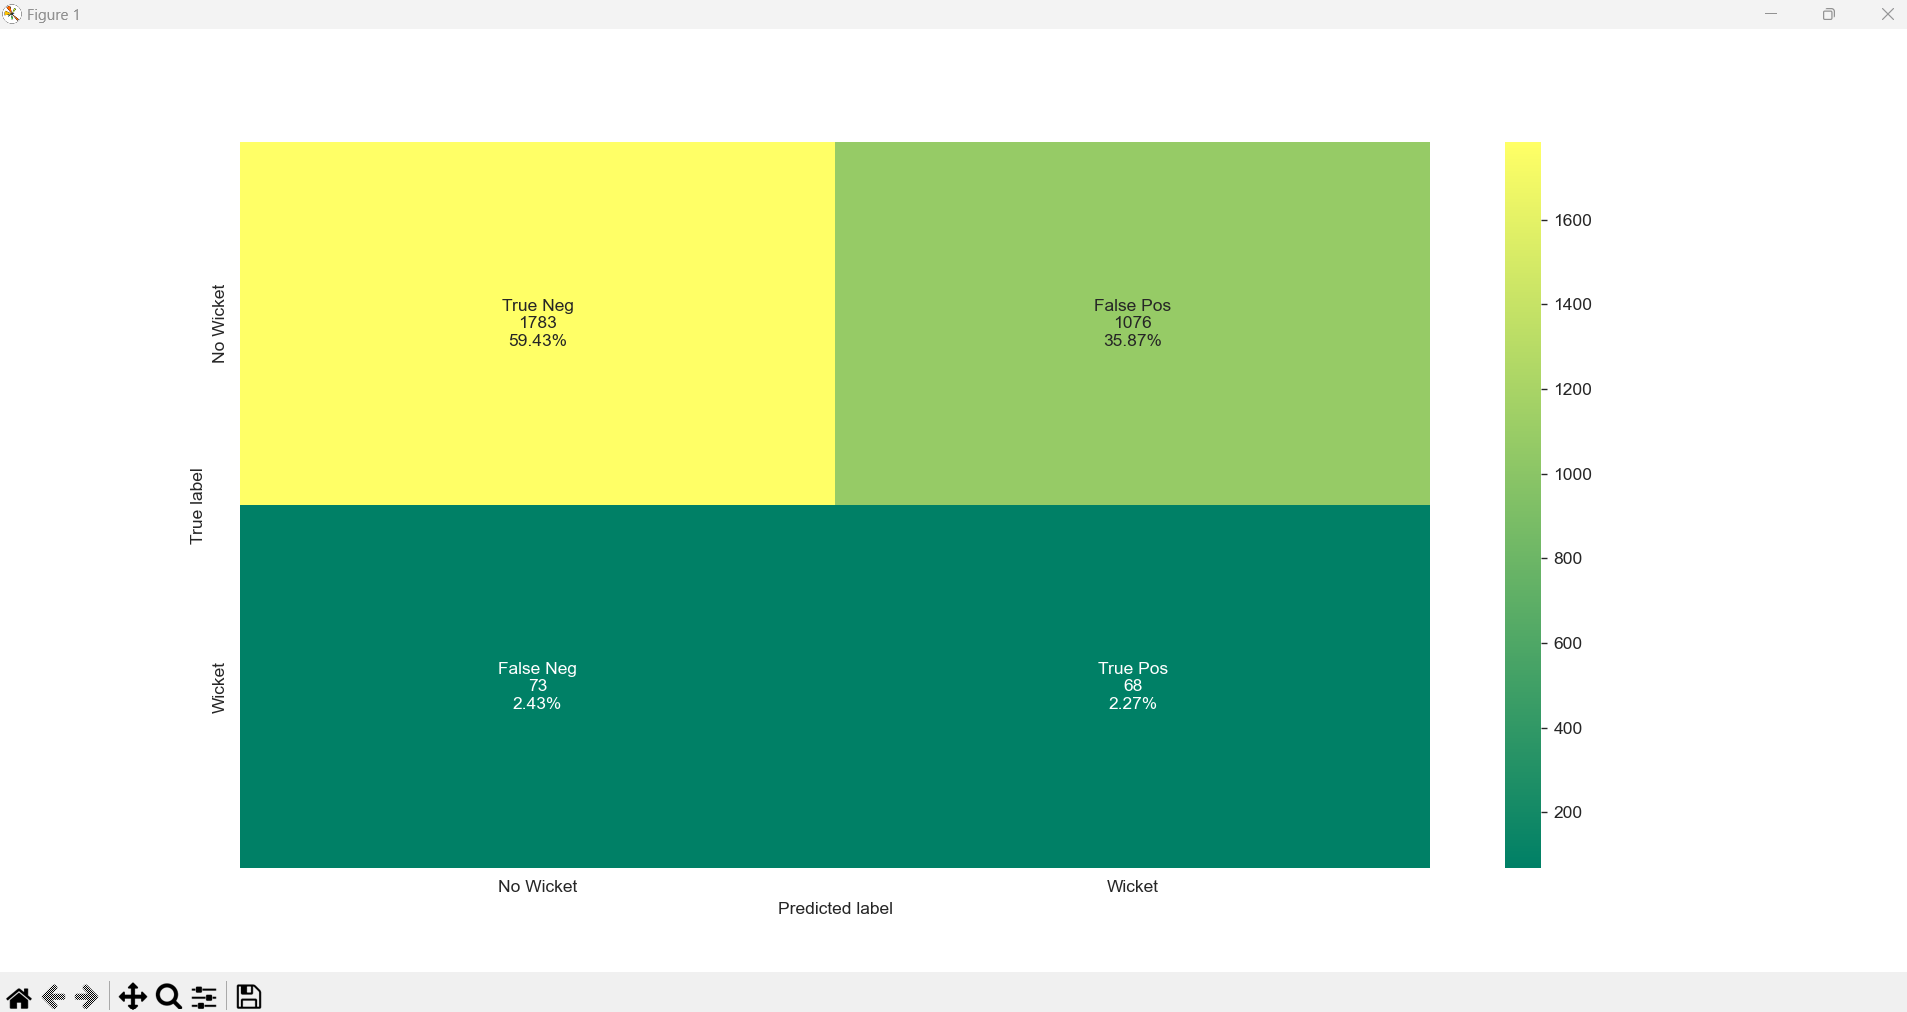 Figure 1
True Neg
1783
59.43%
False Pos
1076
35.87%
False Neg
73
2.43%
True Pos
68
2.27%
No Wicket
Wicket
True label
No Wicket
Wicket
Predicted label
1600
1400
1200
1000
800
600
400
200